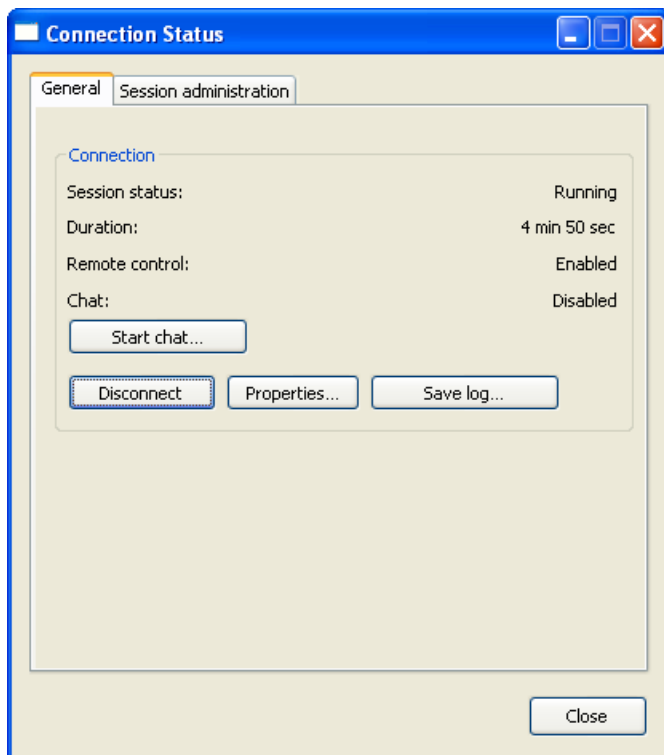 Connection Status
General Session administration
Connection
Session status: Running
Duration: 4 min 50 sec
Remote control: Enabled
Chat: Disabled
Start chat...
Disconnect Properties... Save log...
Close